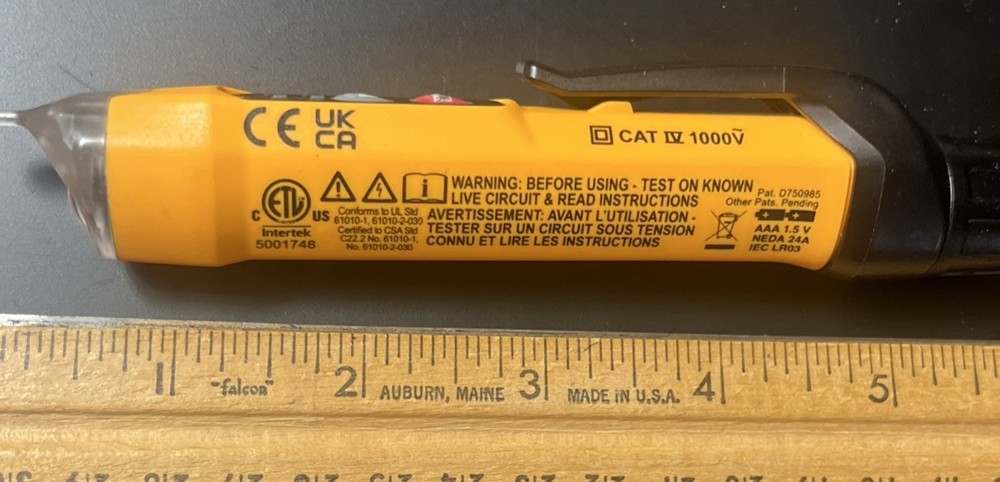 CE UK
CA
CAT IV 1000V
WARNING: BEFORE USING - TEST ON KNOWN
LIVE CIRCUIT & READ INSTRUCTIONS
AVERTISSEMENT: AVANT L'UTILISATION -
TESTER SUR UN CIRCUIT SOUS TENSION
CONNU ET LIRE LES INSTRUCTIONS
Pat. D750985
Other Pats. Pending
C ETL US
Intertek
5001748
Conforms to UL Std
61010-1, 61010-2-030
Certified to CSA Std
C22.2 No. 61010-1,
No. 61010-2-030
AAA 1.5 V
NEDA 24A
IEC LR03
1 "falcon" 2 AUBURN, MAINE 3 MADE IN U.S.A. 4 5